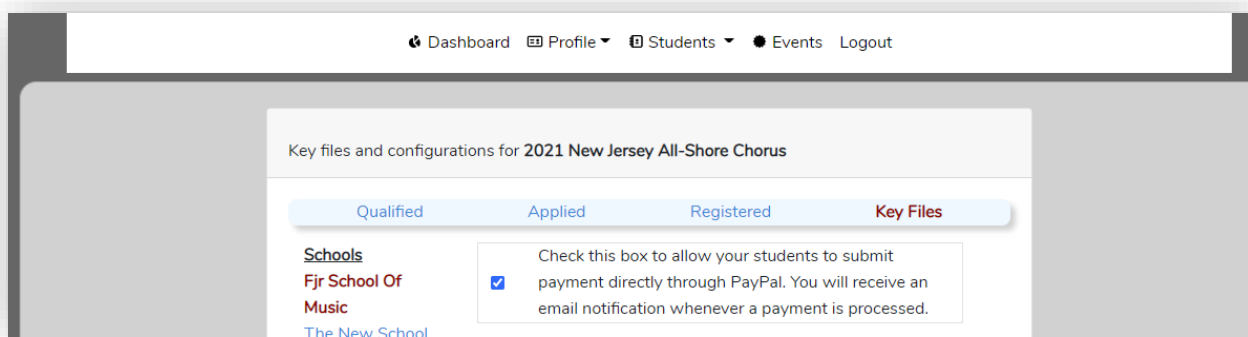 Dashboard Profile Students Events Logout
Key files and configurations for 2021 New Jersey All-Shore Chorus
Qualified Applied Registered Key Files
Schools
Fjr School Of
Music
The New School
Check this box to allow your students to submit
payment directly through PayPal. You will receive an
email notification whenever a payment is processed.